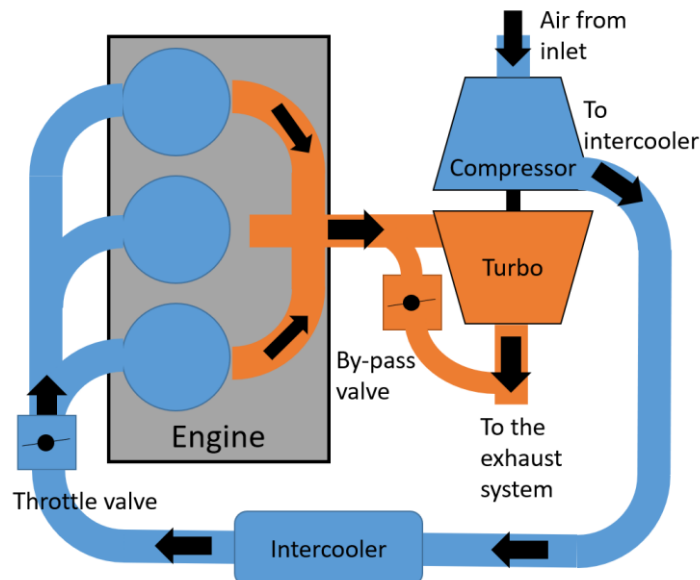 Air from
inlet
To
intercooler
Compressor
Turbo
By-pass
valve
Engine
To the
exhaust
system
Throttle valve
Intercooler